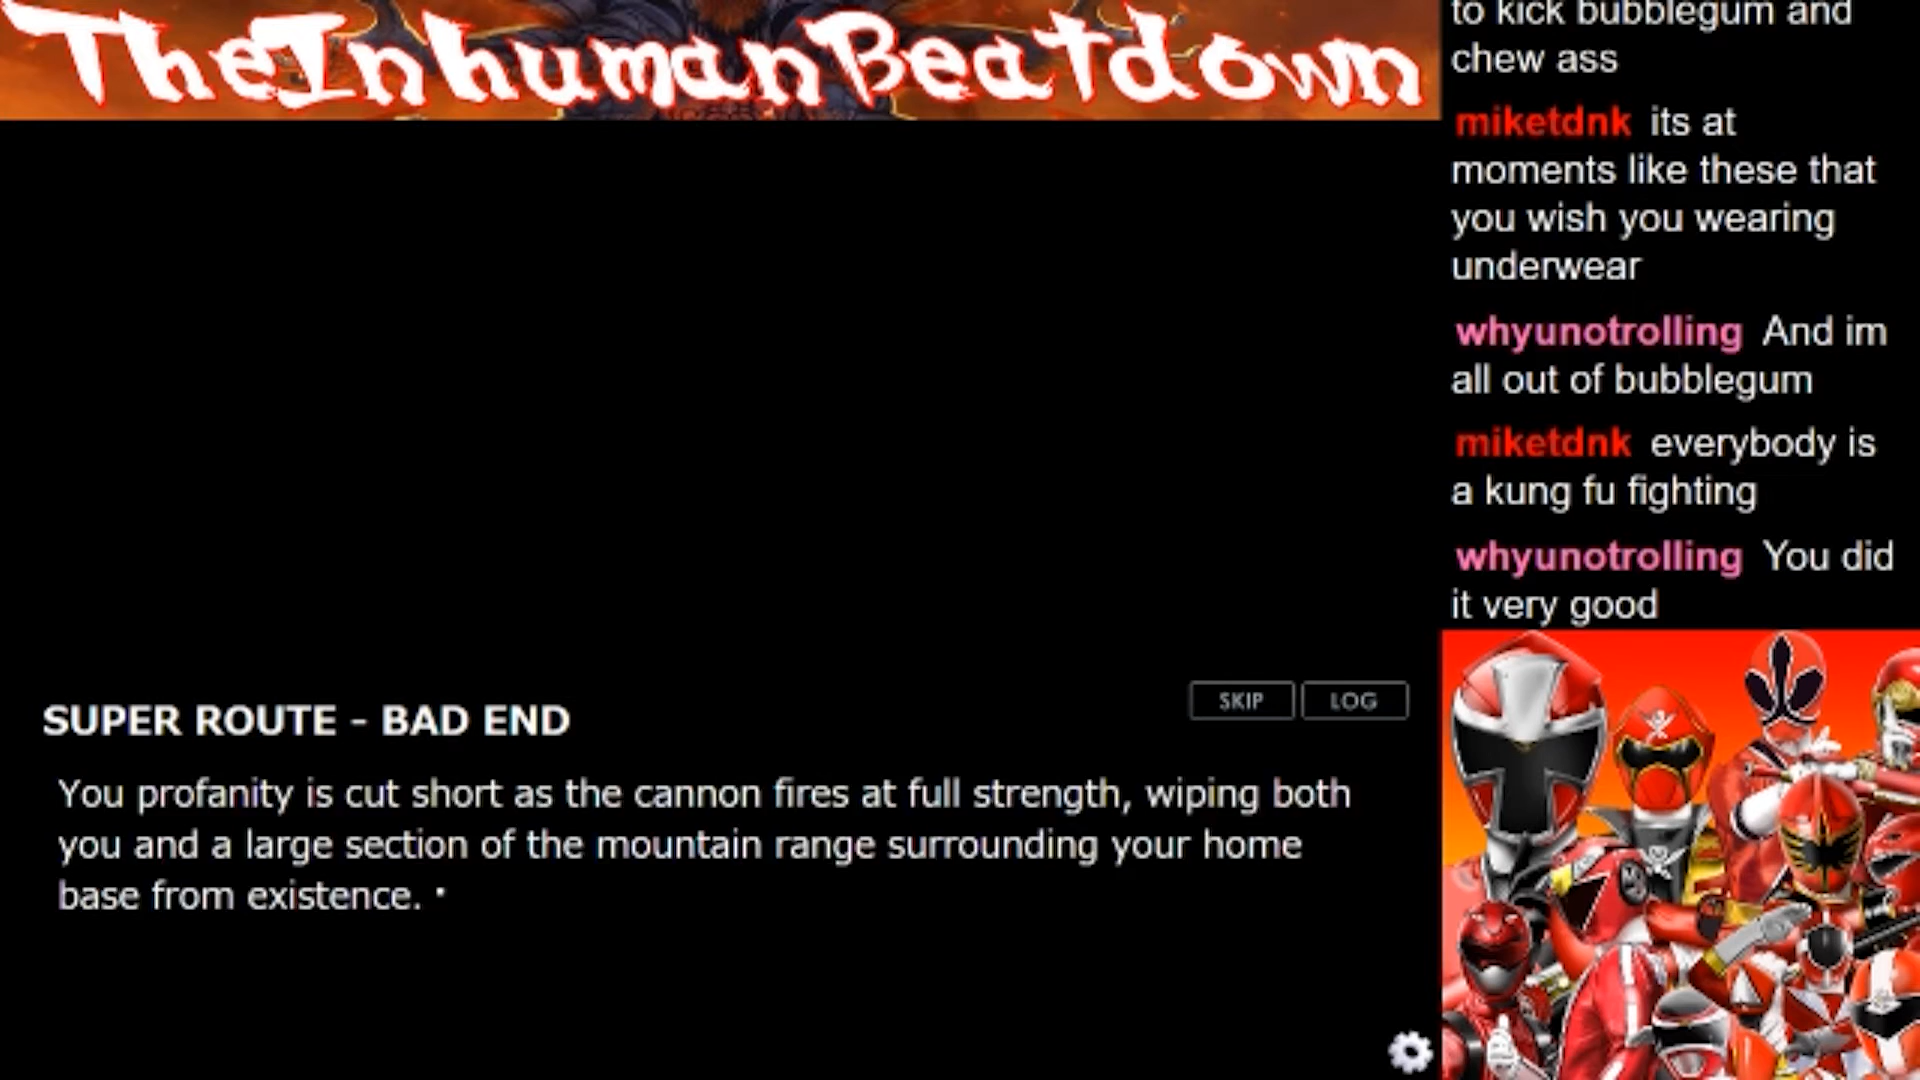 TheInhumanBeatdown
to kick bubblegum and
chew ass
miketdnk its at
moments like these that
you wish you wearing
underwear
whyunotrolling And im
all out of bubblegum
miketdnk everybody is
a kung fu fighting
whyunotrolling You did
it very good
SKIP LOG
SUPER ROUTE - BAD END
You profanity is cut short as the cannon fires at full strength, wiping both
you and a large section of the mountain range surrounding your home
base from existence.